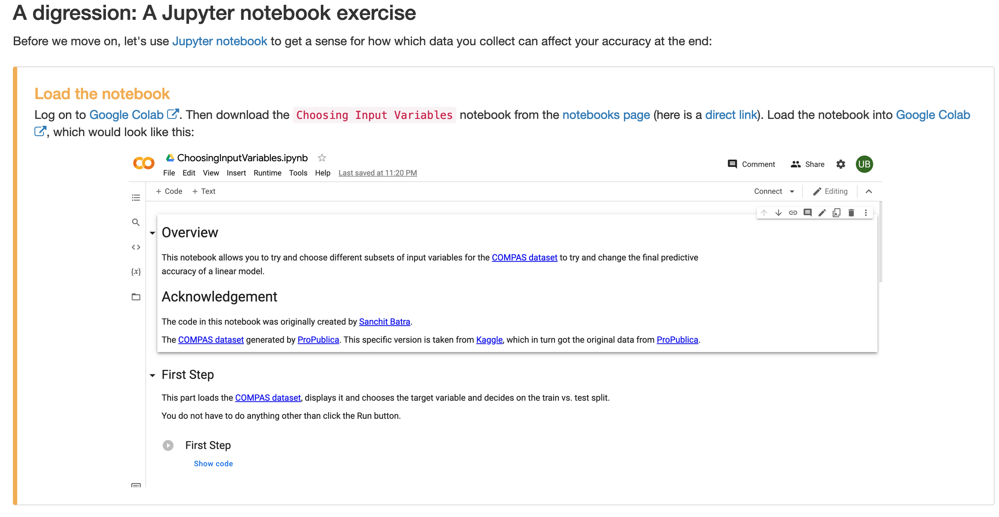 A digression: A Jupyter notebook exercise
Before we move on, let's use Jupyter notebook to get a sense for how which data you collect can affect your accuracy at the end:
Load the notebook
Log on to Google Colab. Then download the Choosing Input Variables notebook from the notebooks page (here is a direct link). Load the notebook into Google Colab
, which would look like this:
ChoosingInputVariables.ipynb
File Edit View Insert Runtime Tools Help Last saved at 11:20 PM
Comment Share UB
+ Code + Text
Connect Editing
Overview
This notebook allows you to try and choose different subsets of input variables for the COMPAS dataset to try and change the final predictive
accuracy of a linear model.
{x}
Acknowledgement
The code in this notebook was originally created by Sanchit Batra.
The COMPAS dataset generated by ProPublica. This specific version is taken from Kaggle, which in turn got the original data from ProPublica.
First Step
This part loads the COMPAS dataset, displays it and chooses the target variable and decides on the train vs. test split.
You do not have to do anything other than click the Run button.
First Step
Show code